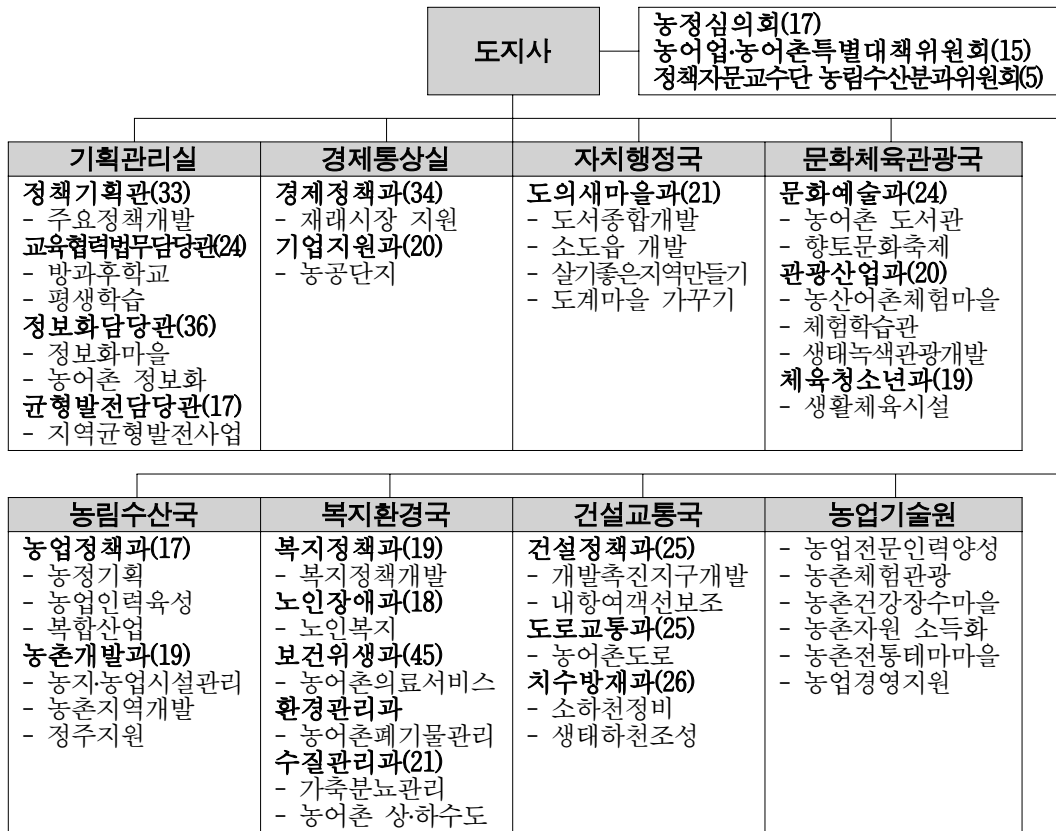 도지사
농정심의회(17)
농어업·농어촌특별대책위원회(15)
정책자문교수단 농림수산분과위원회(5)
기획관리실
정책기획관(33)
- 주요정책개발
교육협력법무담당관(24)
- 방과후학교
- 평생학습
정보화담당관(36)
- 정보화마을
- 농어촌 정보화
균형발전담당관(17)
- 지역균형발전사업
경제통상실
경제정책과(34)
- 재래시장 지원
기업지원과(20)
- 농공단지
자치행정국
도의새마을과(21)
- 도서종합개발
- 소도읍 개발
- 살기좋은지역만들기
- 도계마을 가꾸기
문화체육관광국
문화예술과(24)
- 농어촌 도서관
- 향토문화축제
관광산업과(20)
- 농산어촌체험마을
- 체험학습관
- 생태녹색관광개발
체육청소년과(19)
- 생활체육시설
농림수산국
농업정책과(17)
- 농정기획
- 농업인력육성
- 복합산업
농촌개발과(19)
- 농지·농업시설관리
- 농촌지역개발
- 정주지원
복지환경국
복지정책과(19)
- 복지정책개발
노인장애과(18)
- 노인복지
보건위생과(45)
- 농어촌의료서비스
환경관리과
- 농어촌폐기물관리
수질관리과(21)
- 가축분뇨관리
- 농어촌 상·하수도
건설교통국
건설정책과(25)
- 개발촉진지구개발
- 내항여객선보조
도로교통과(25)
- 농어촌도로
치수방재과(26)
- 소하천정비
- 생태하천조성
농업기술원
- 농업전문인력양성
- 농촌체험관광
- 농촌건강장수마을
- 농촌자원 소득화
- 농촌전통테마마을
- 농업경영지원